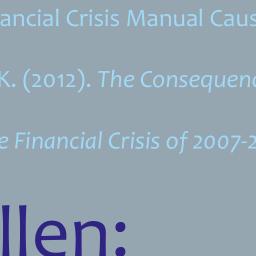 ancial Crisis Manual Caus
K. (2012). The Consequenc
e Financial Crisis of 2007-2
llen: